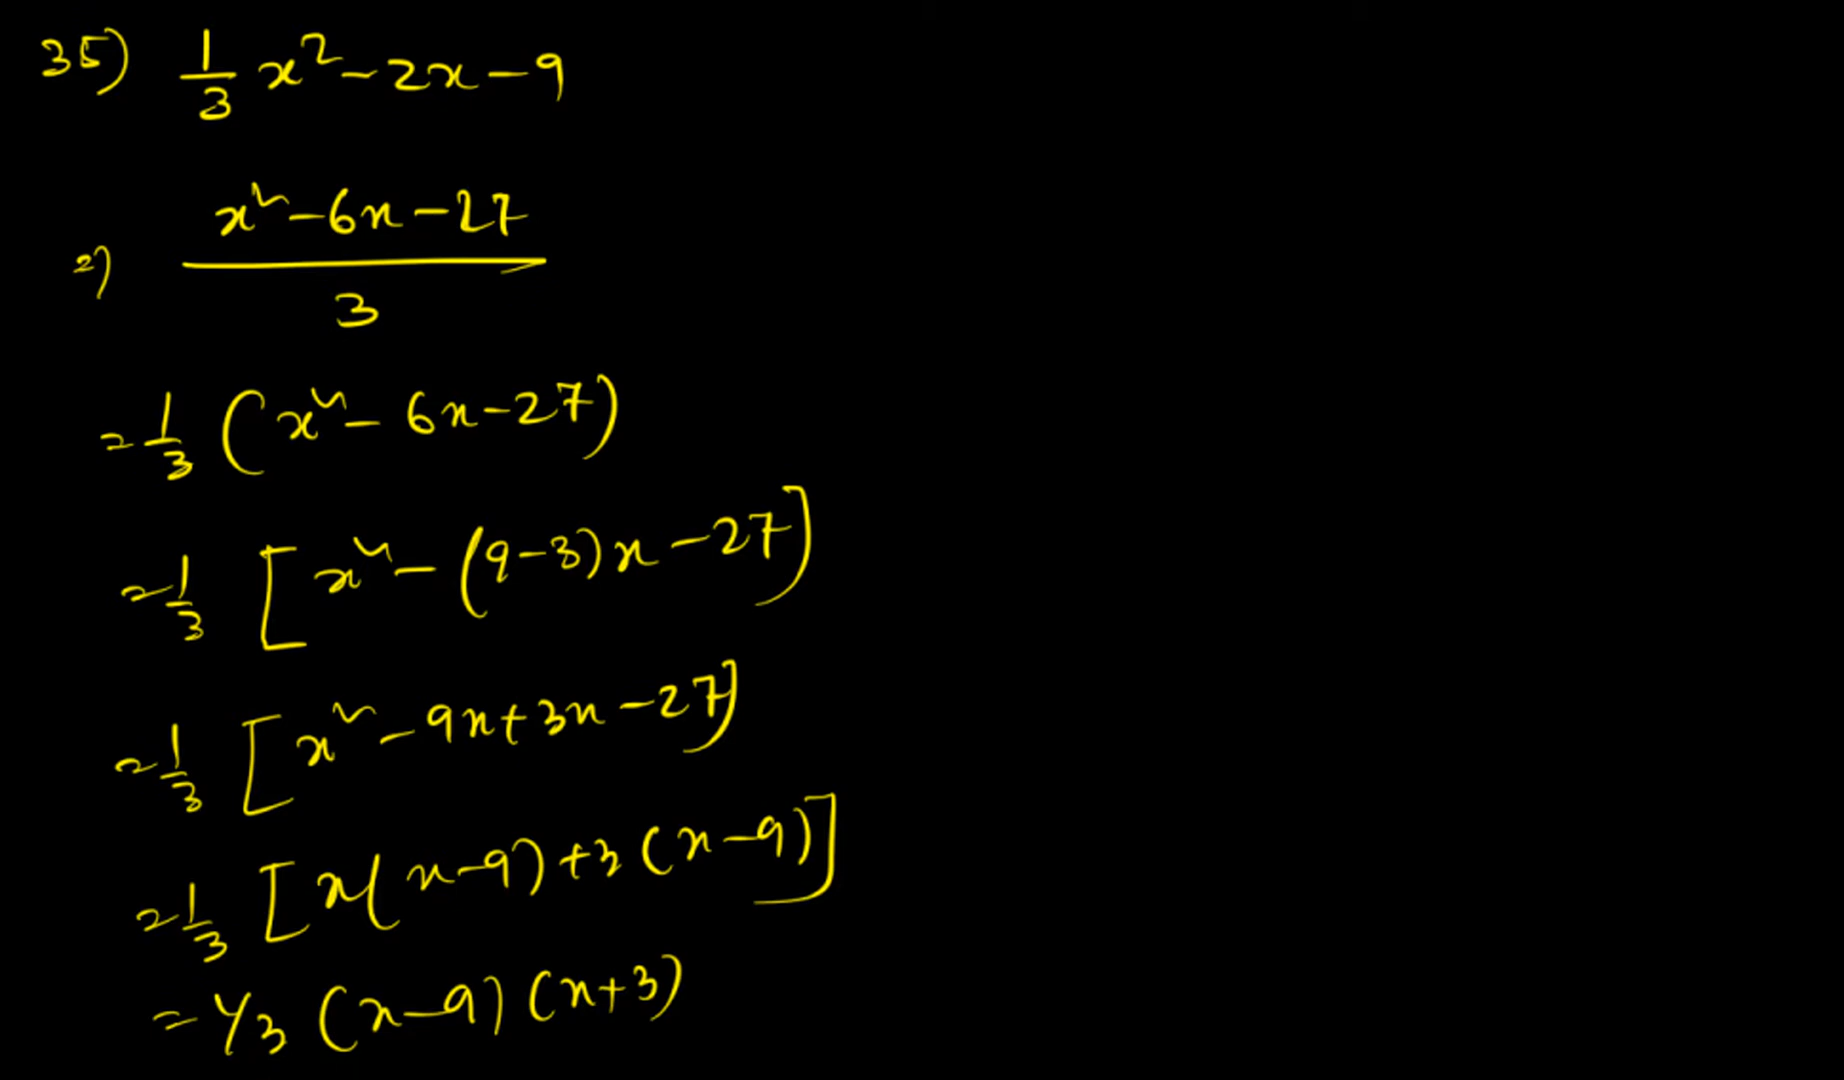 35) 1/3 x² - 2x - 9
=) x² - 6x - 27 / 3
= 1/3 (x² - 6x - 27)
= 1/3 [x² - (9-3)x - 27]
= 1/3 [x² - 9x + 3x - 27]
= 1/3 [x(x-9) + 3(x-9)]
= 1/3 (x-9) (x+3)